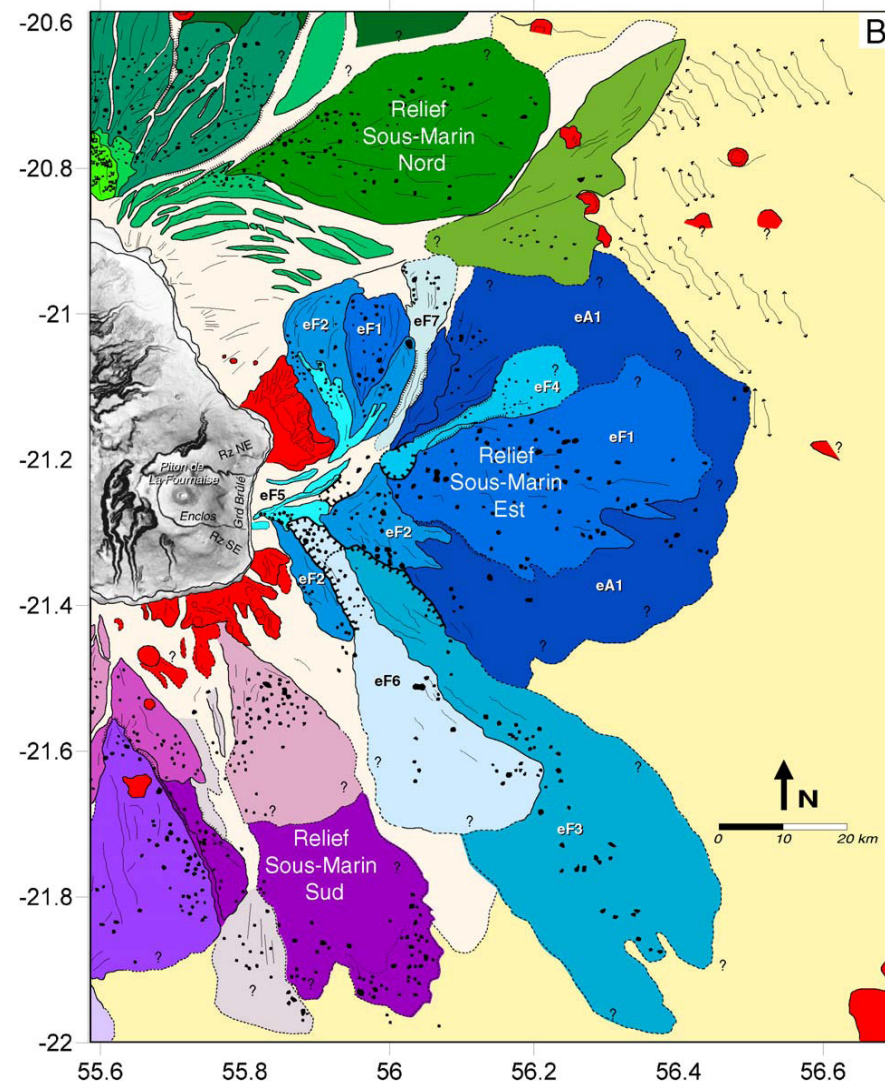 B
-20.6
-20.8
-21
-21.2
-21.4
-21.6
-21.8
-22
55.6
55.8
56
56.2
56.4
56.6
?
?
?
Relief
Sous-Marin
Nord
?
?
?
?
?
eF2
eF1
eF7
eA1
?
eF4
?
?
eF1
?
Rz NE
Piton de
La Fournaise
Grd Brûlé
Enclos
Rz SE
eF5
Relief
Sous-Marin
Est
?
eF2
eF2
eA1
?
?
?
eF6
?
?
?
?
?
eF3
N
0
10
20 km
Relief
Sous-Marin
Sud
?
?
?
?
?
?